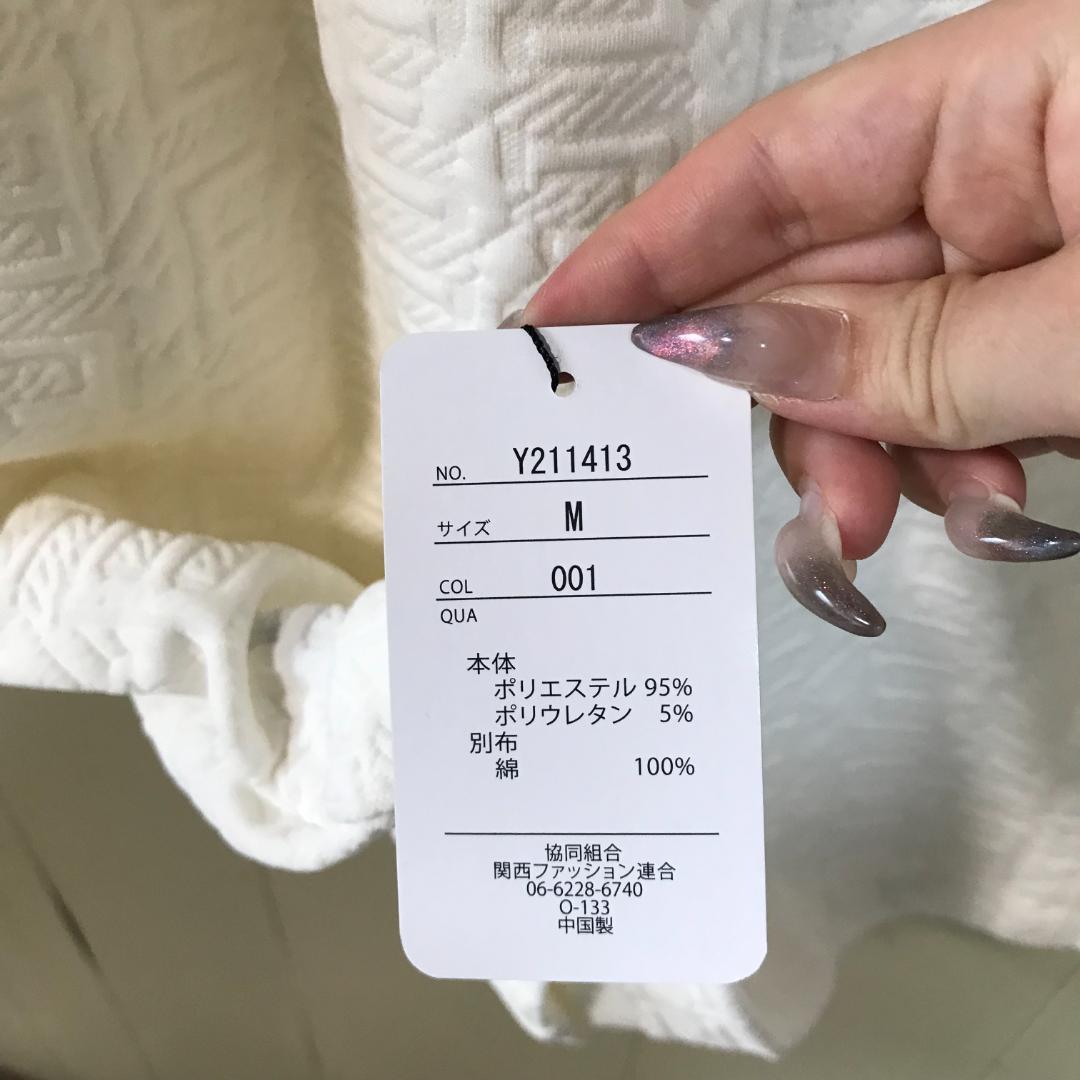 NO. Y211413
サイズ M
COL 001
QUA
本体
ポリエステル 95%
ポリウレタン 5%
別布
綿 100%
協同組合
関西ファッション連合
06-6228-6740
O-133
中国製